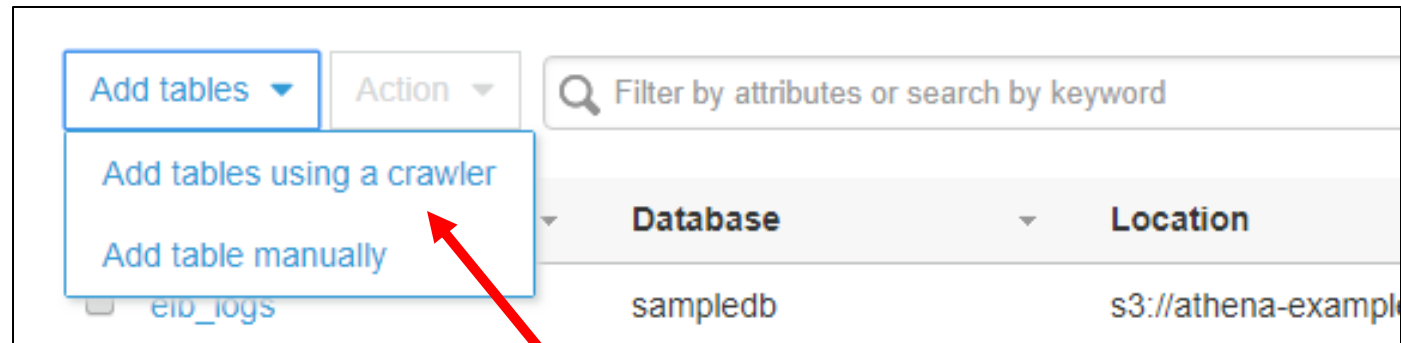 Add tables Action Filter by attributes or search by keyword
Add tables using a crawler
Database Location
Add table manually
elb_logs sampledb s3://athena-example